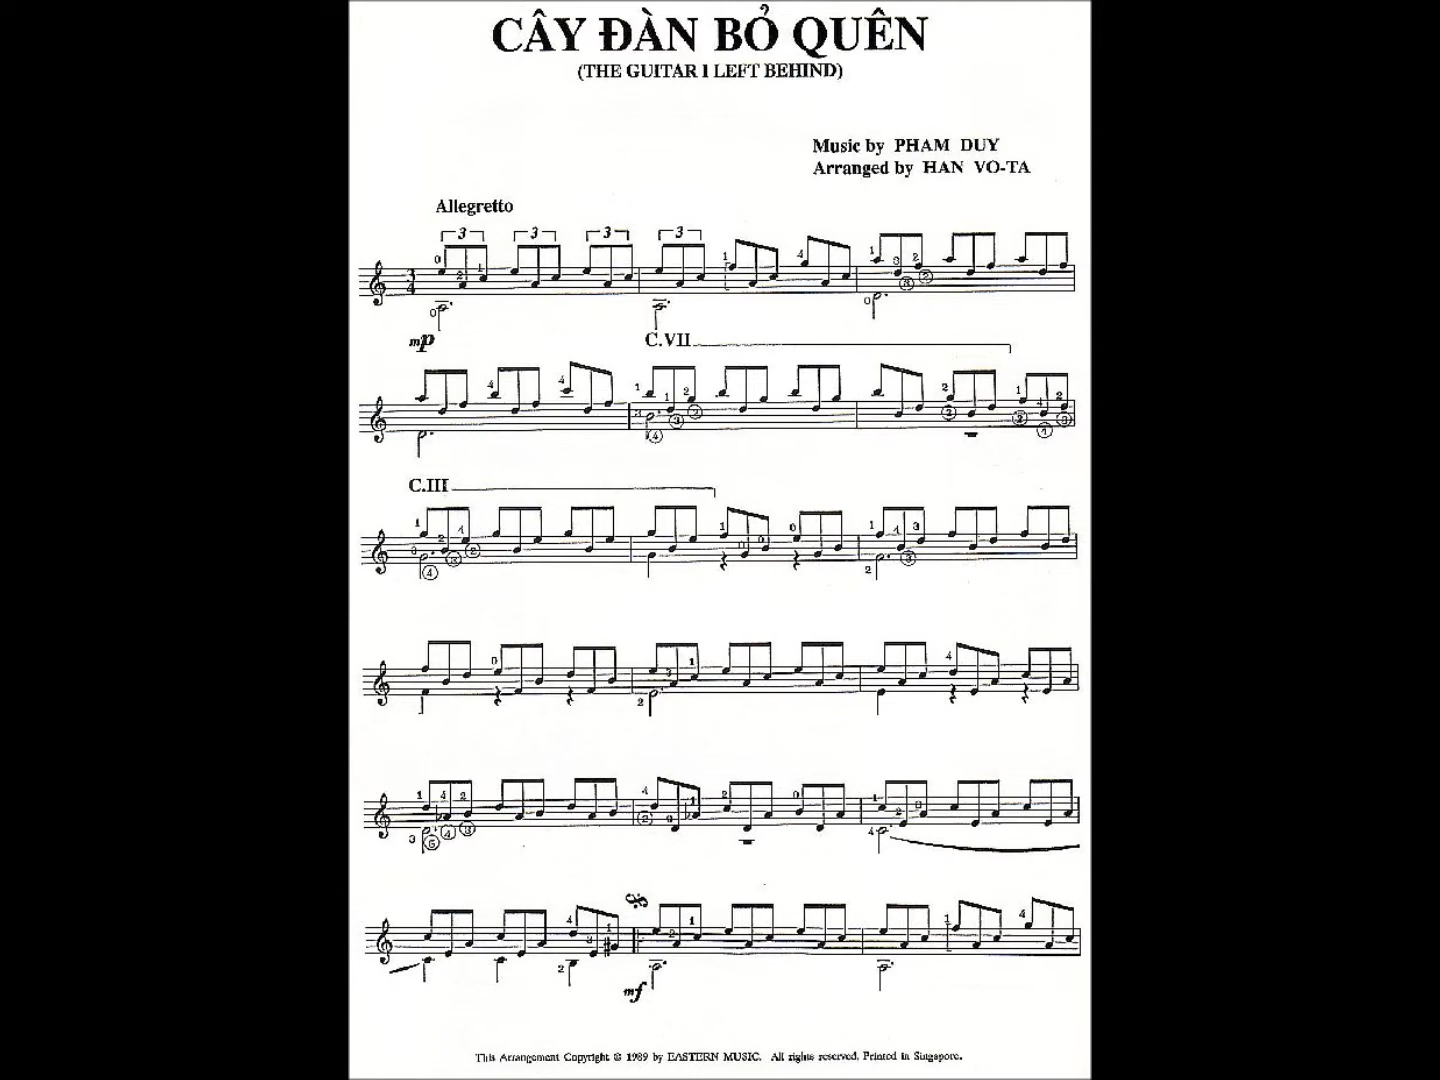 CÂY ĐÀN BỎ QUÊN
(THE GUITAR I LEFT BEHIND)
Music by PHAM DUY
Arranged by HAN VO-TA
Allegretto
mp
C.VII
C.III
mf
This Arrangement Copyright © 1989 by EASTERN MUSIC. All rights reserved. Printed in Singapore.